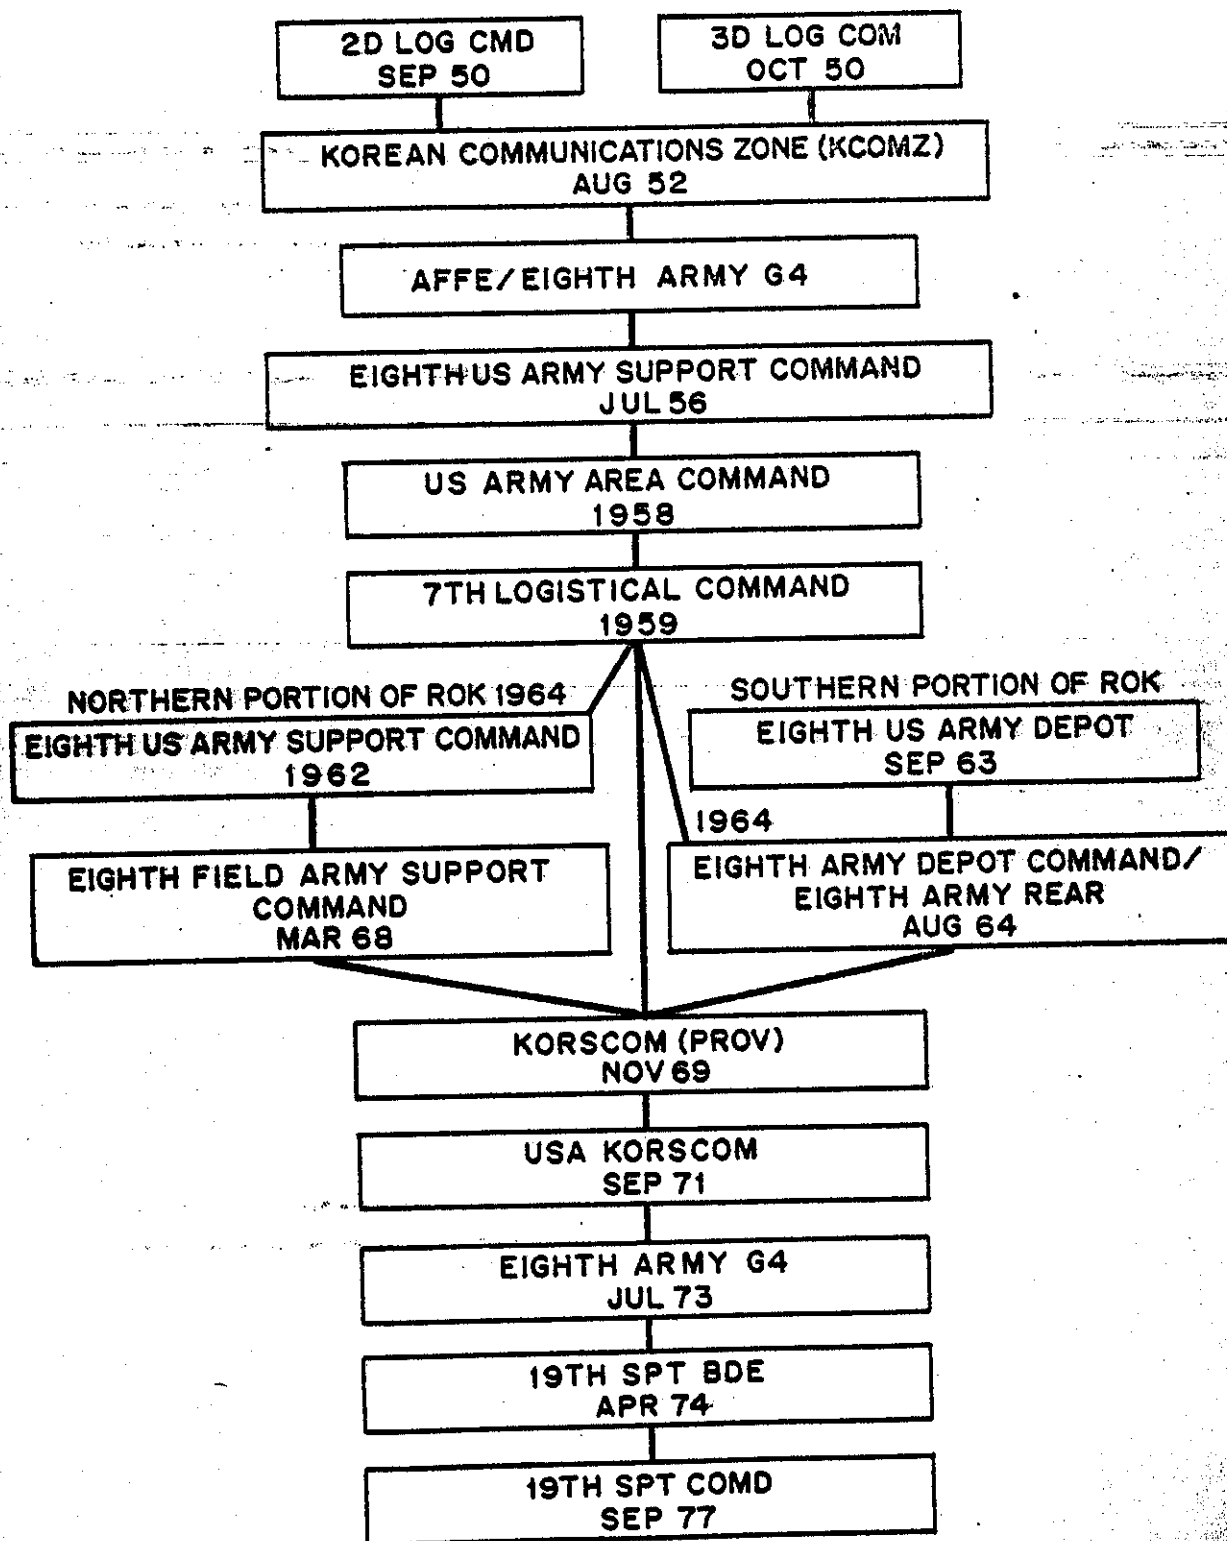 2D LOG CMD
SEP 50
3D LOG COM
OCT 50
KOREAN COMMUNICATIONS ZONE (KCOMZ)
AUG 52
AFFE/EIGHTH ARMY G4
EIGHTH US ARMY SUPPORT COMMAND
JUL 56
US ARMY AREA COMMAND
1958
7TH LOGISTICAL COMMAND
1959
NORTHERN PORTION OF ROK 1964
EIGHTH US ARMY SUPPORT COMMAND
1962
SOUTHERN PORTION OF ROK
EIGHTH US ARMY DEPOT
SEP 63
1964
EIGHTH FIELD ARMY SUPPORT
COMMAND
MAR 68
EIGHTH ARMY DEPOT COMMAND/
EIGHTH ARMY REAR
AUG 64
KORSCOM (PROV)
NOV 69
USA KORSCOM
SEP 71
EIGHTH ARMY G4
JUL 73
19TH SPT BDE
APR 74
19TH SPT COMD
SEP 77